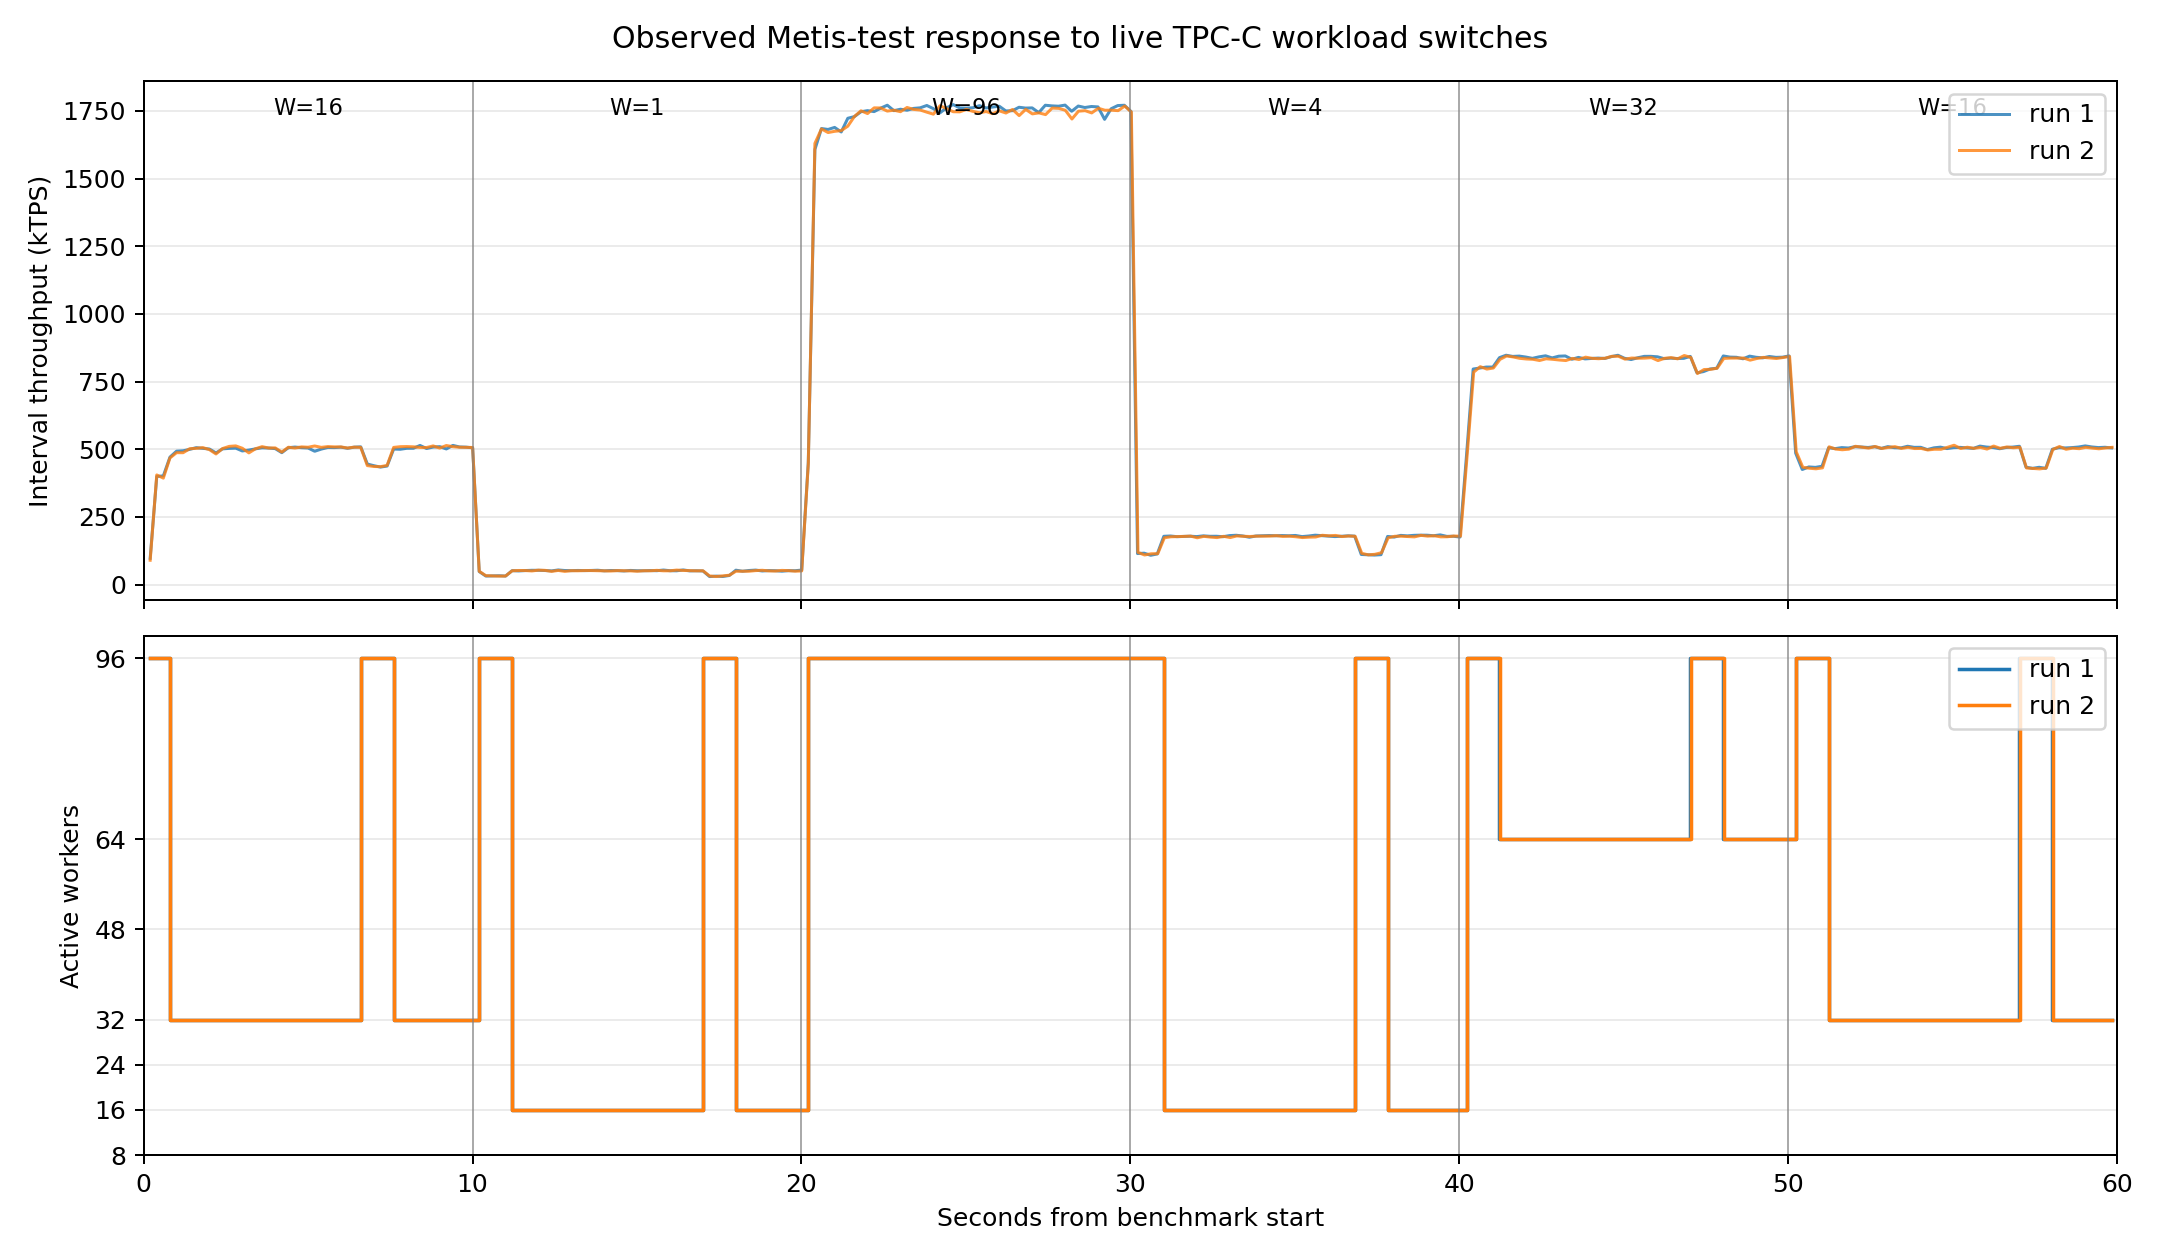 Observed Metis-test response to live TPC-C workload switches
W=16
W=1
W=96
W=4
W=32
W=16
run 1
run 2
Interval throughput (kTPS)
1750
1500
1250
1000
750
500
250
0
run 1
run 2
Active workers
96
64
48
32
24
16
8
0
10
20
30
40
50
60
Seconds from benchmark start